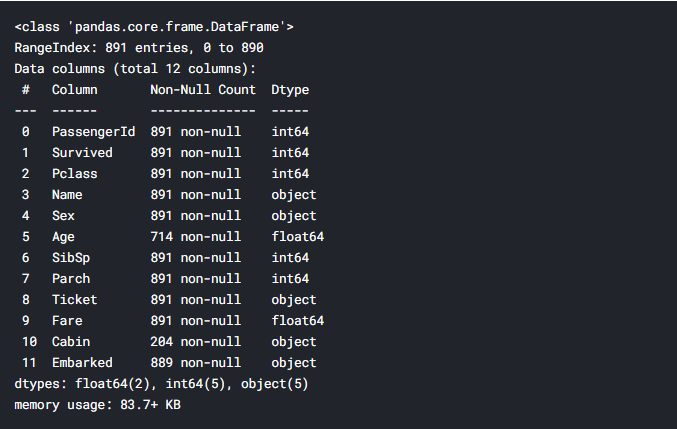 <class 'pandas.core.frame.DataFrame'>
RangeIndex: 891 entries, 0 to 890
Data columns (total 12 columns):
 #   Column       Non-Null Count  Dtype
---  ------       --------------  -----
 0   PassengerId  891 non-null    int64
 1   Survived     891 non-null    int64
 2   Pclass       891 non-null    int64
 3   Name         891 non-null    object
 4   Sex          891 non-null    object
 5   Age          714 non-null    float64
 6   SibSp        891 non-null    int64
 7   Parch        891 non-null    int64
 8   Ticket       891 non-null    object
 9   Fare         891 non-null    float64
 10  Cabin        204 non-null    object
 11  Embarked     889 non-null    object
dtypes: float64(2), int64(5), object(5)
memory usage: 83.7+ KB